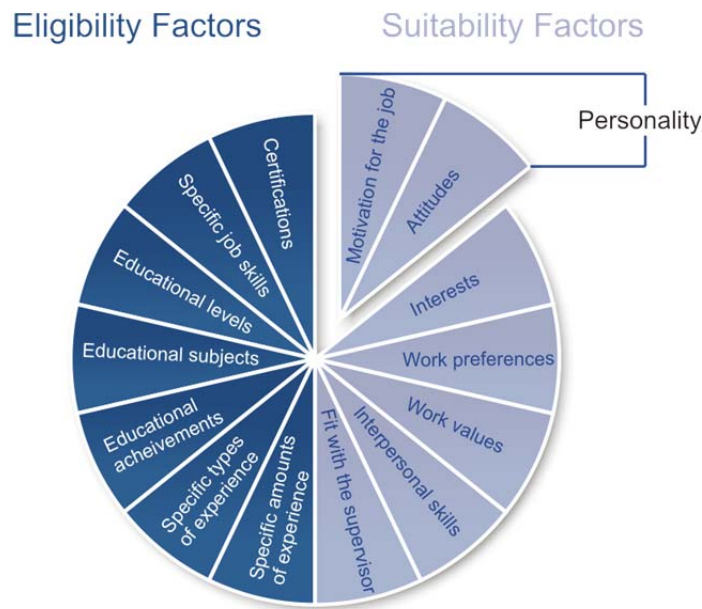 Eligibility Factors
Suitability Factors
Personality
Motivation for the job
Attitudes
Interests
Work preferences
Work values
Interpersonal skills
Fit with the supervisor
Certifications
Specific job skills
Educational levels
Educational subjects
Educational
acheivements
Specific types
of experience
Specific amounts
of experience